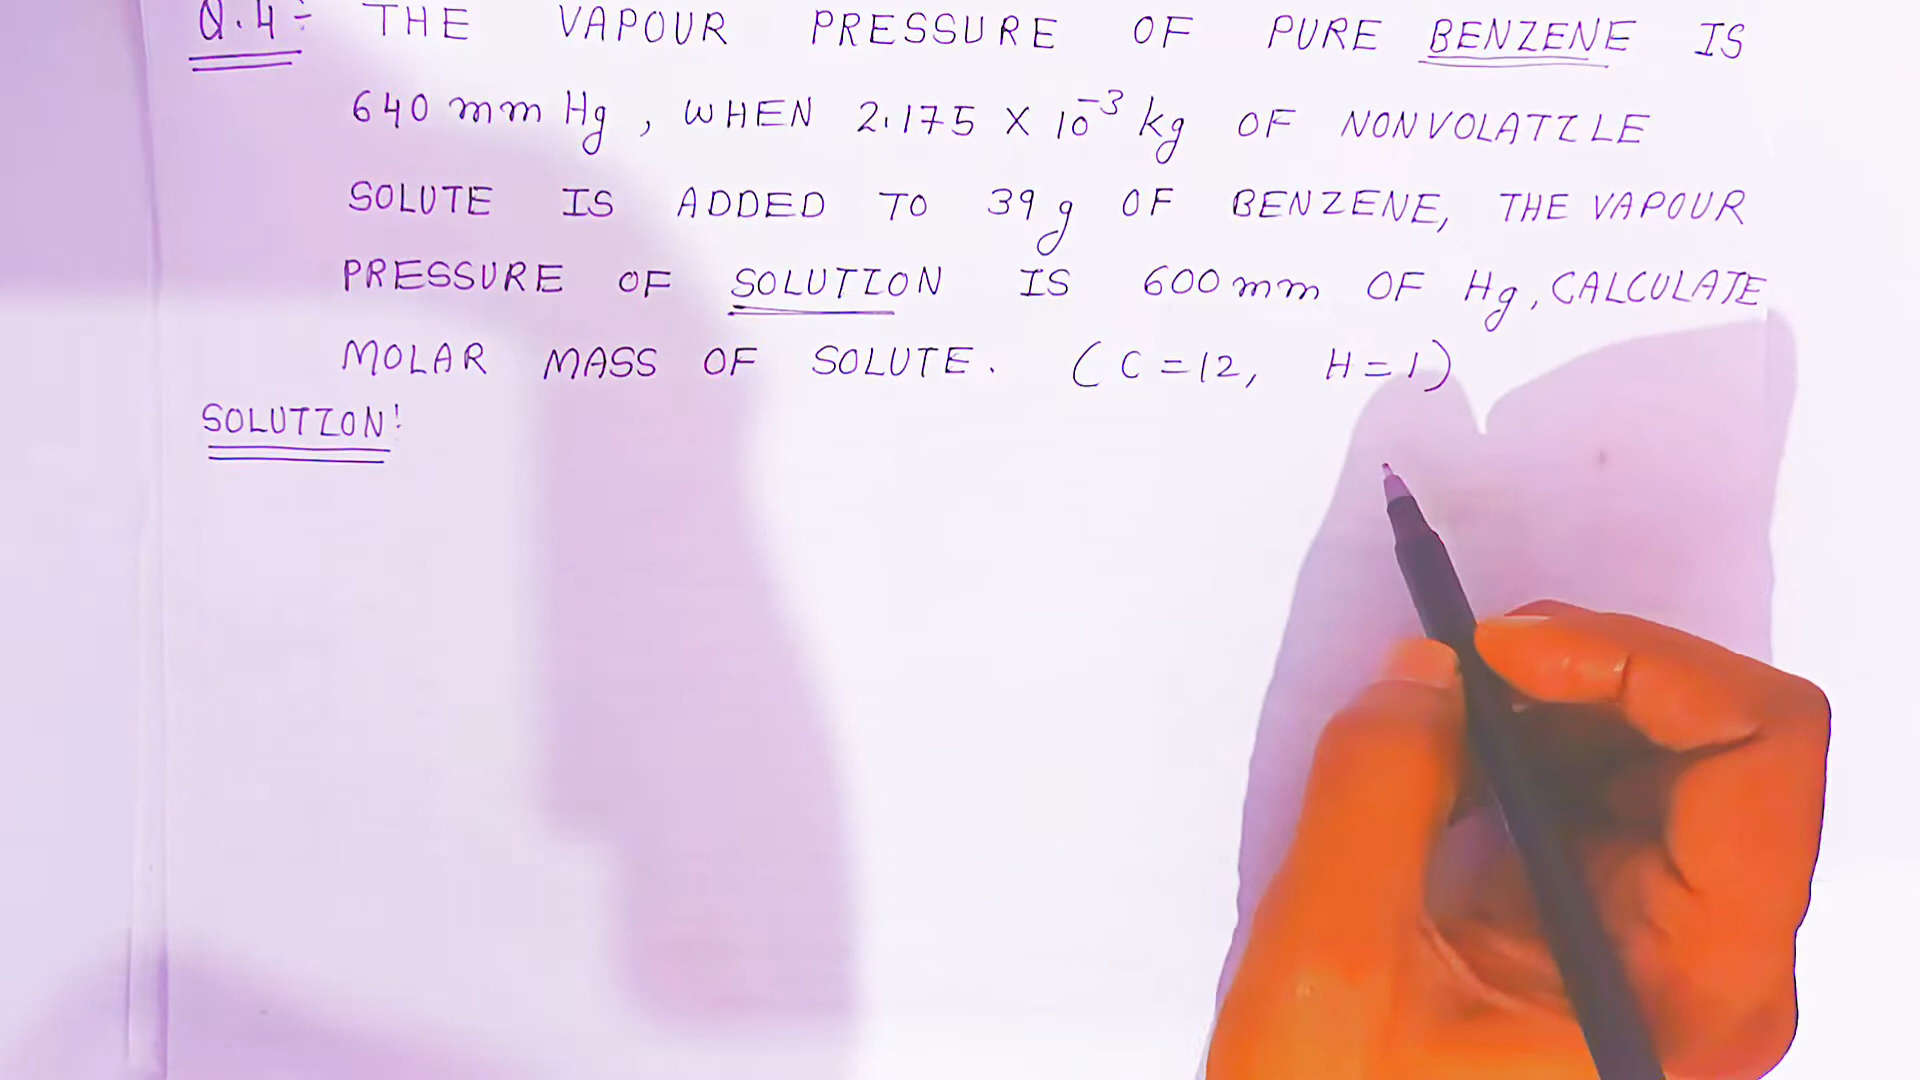 Q.4:- THE VAPOUR PRESSURE OF PURE BENZENE IS
640 mm Hg, WHEN 2.175 × 10⁻³ kg OF NONVOLATILE
SOLUTE IS ADDED TO 39 g OF BENZENE, THE VAPOUR
PRESSURE OF SOLUTION IS 600 mm OF Hg, CALCULATE
MOLAR MASS OF SOLUTE. (C = 12, H = 1)
SOLUTION: